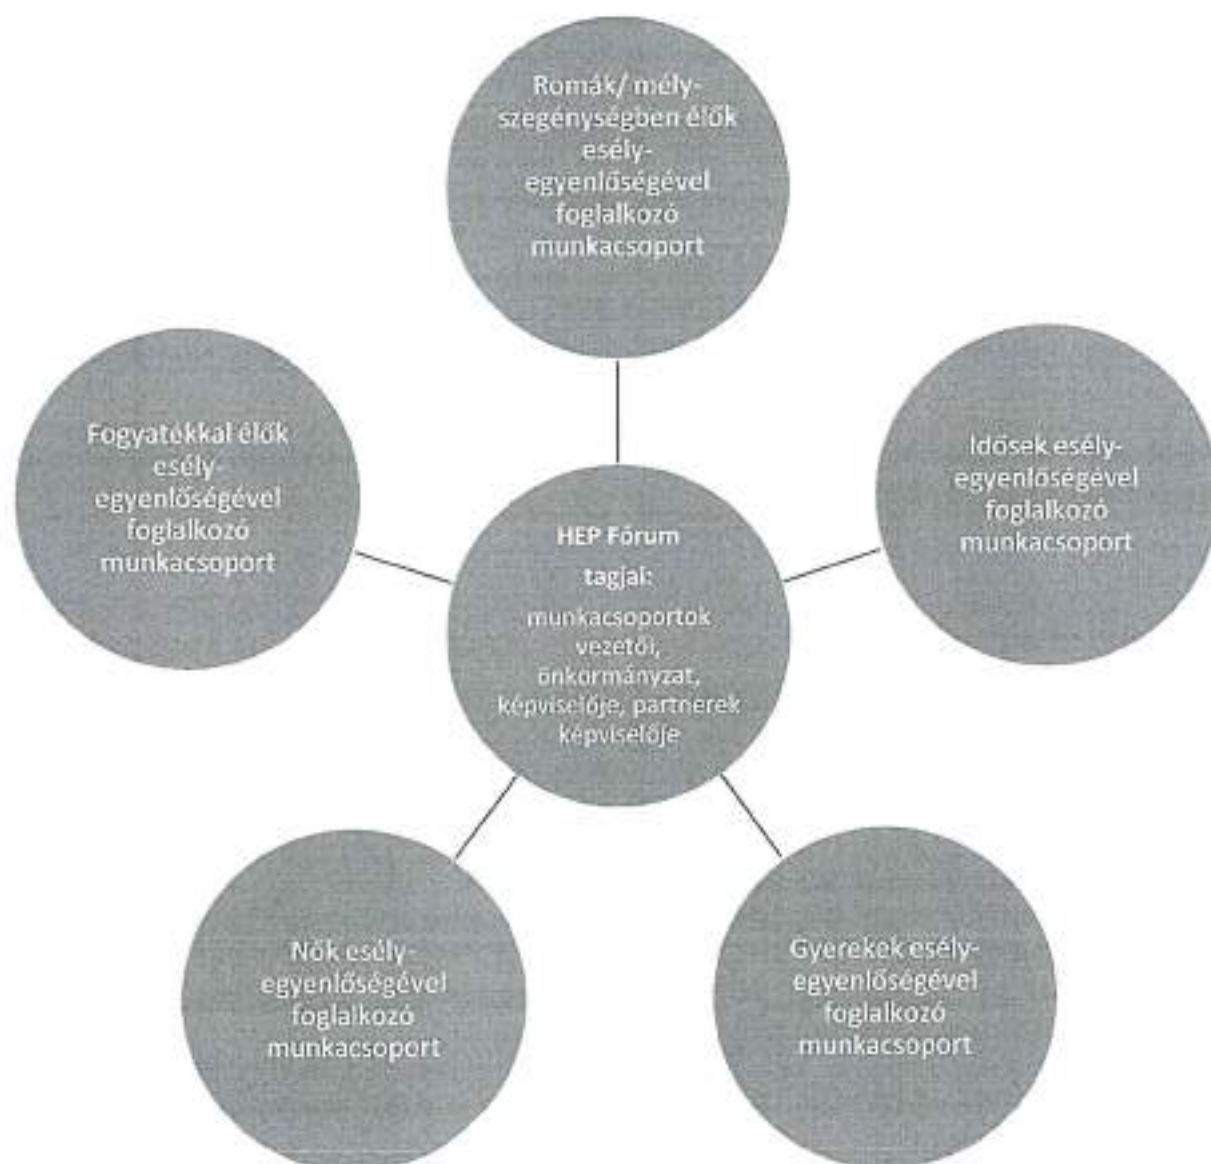 Romák/ mély-
szegénységben élők
esély-
egyenlőségével
foglalkozó
munkacsoport
Fogyatékkal élők
esély-
egyenlőségével
foglalkozó
munkacsoport
Idősek esély-
egyenlőségével
foglalkozó
munkacsoport
HEP Fórum
tagjai:
munkacsoportok
vezetői,
önkormányzat,
képviselője, partnerek
képviselője
Nők esély-
egyenlőségével
foglalkozó
munkacsoport
Gyerekek esély-
egyenlőségével
foglalkozó
munkacsoport